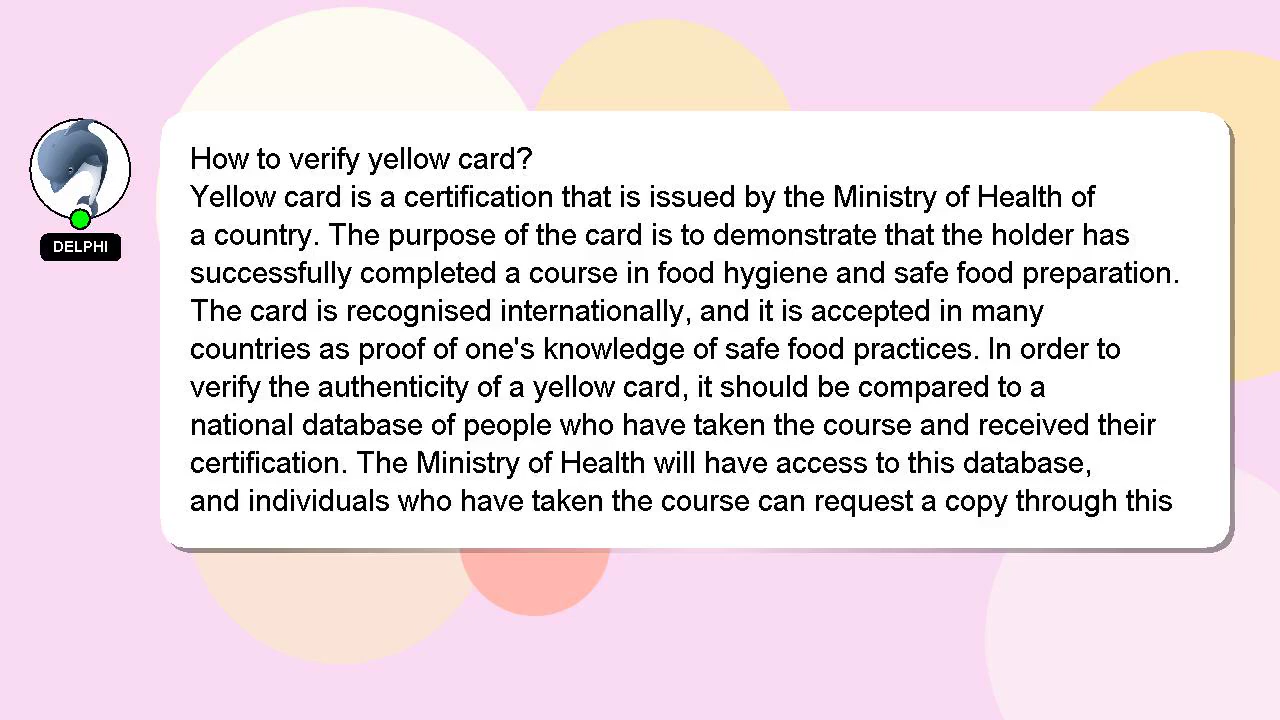 How to verify yellow card?
Yellow card is a certification that is issued by the Ministry of Health of
a country. The purpose of the card is to demonstrate that the holder has
successfully completed a course in food hygiene and safe food preparation.
The card is recognised internationally, and it is accepted in many
countries as proof of one's knowledge of safe food practices. In order to
verify the authenticity of a yellow card, it should be compared to a
national database of people who have taken the course and received their
certification. The Ministry of Health will have access to this database,
and individuals who have taken the course can request a copy through this
DELPHI